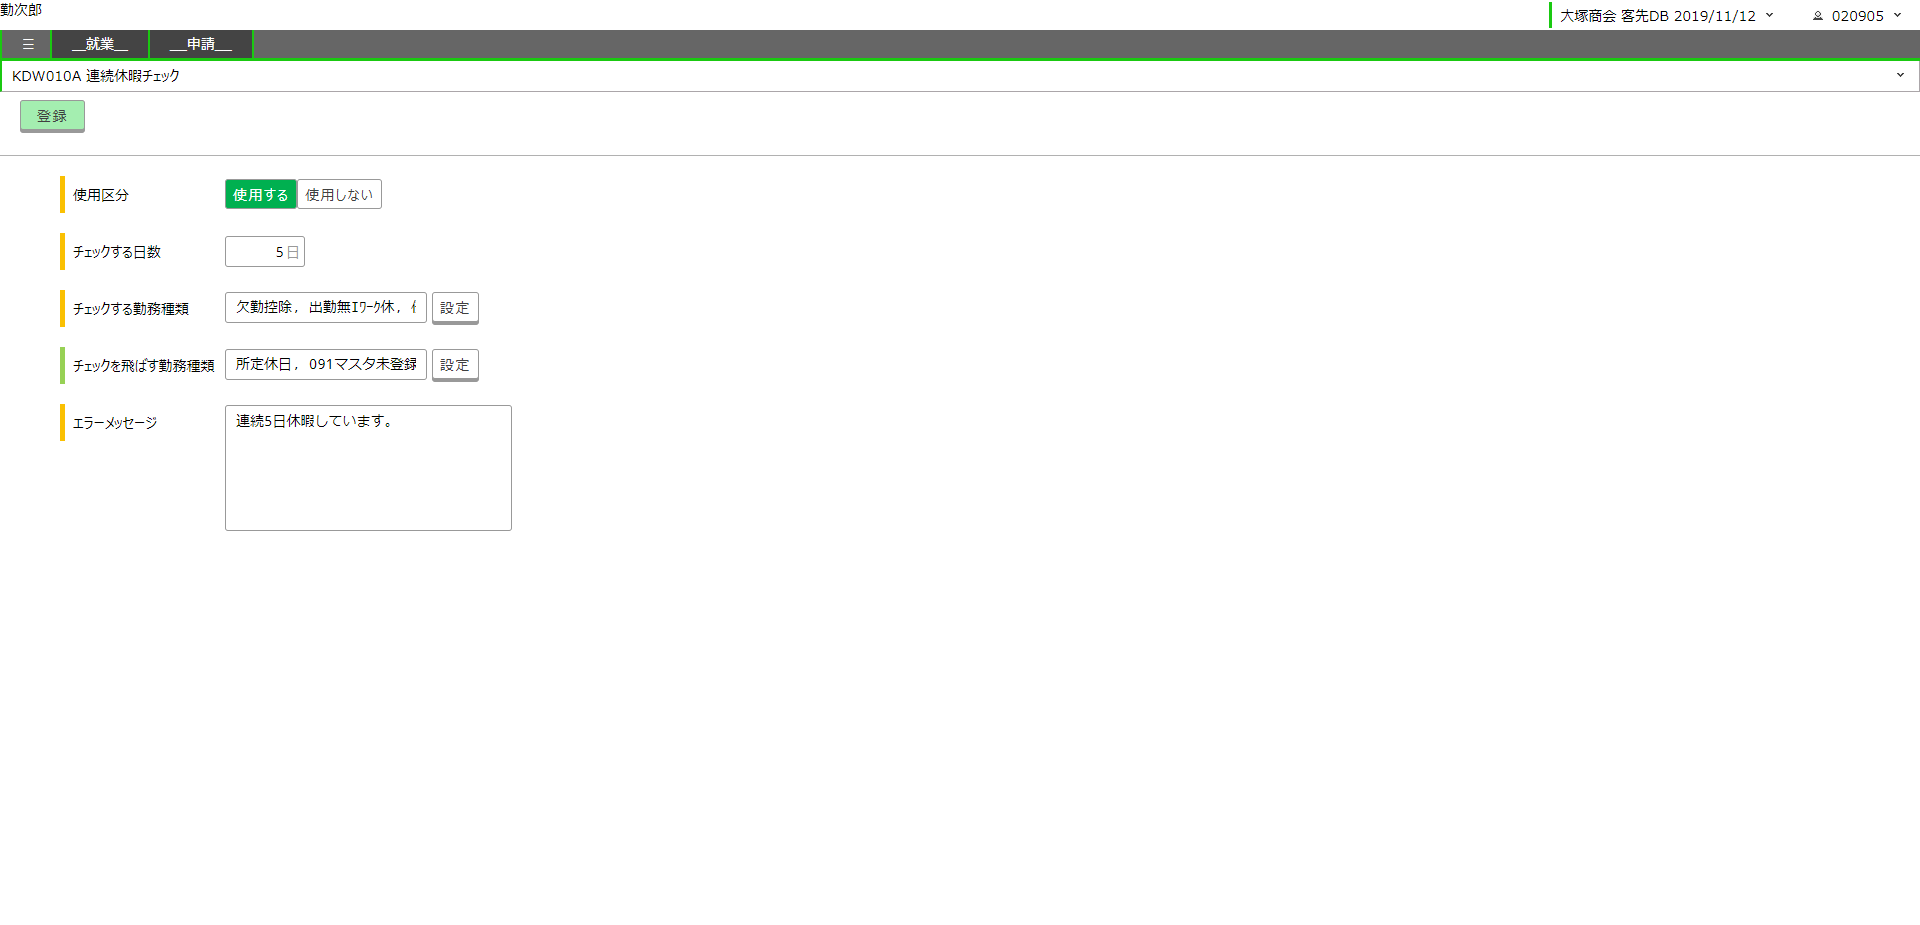 勤次郎
大塚商会 客先DB 2019/11/12 020905
__就業__ __申請__
KDW010A 連続休暇チェック
登録
使用区分 使用する 使用しない
チェックする日数 5 日
チェックする勤務種類 欠勤控除, 出勤無ｴﾜｰｸ休, 設定
チェックを飛ばす勤務種類 所定休日, 091マスタ未登録 設定
エラーメッセージ 連続5日休暇しています。